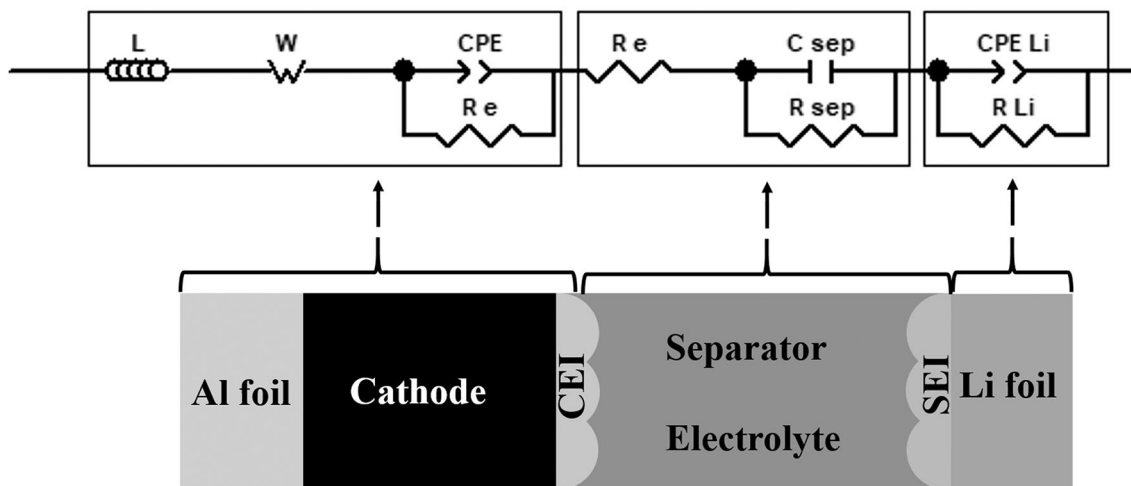 L
W
CPE
R e
R e
C sep
R sep
CPE Li
R Li
Al foil
Cathode
CEI
Separator
Electrolyte
SEI
Li foil